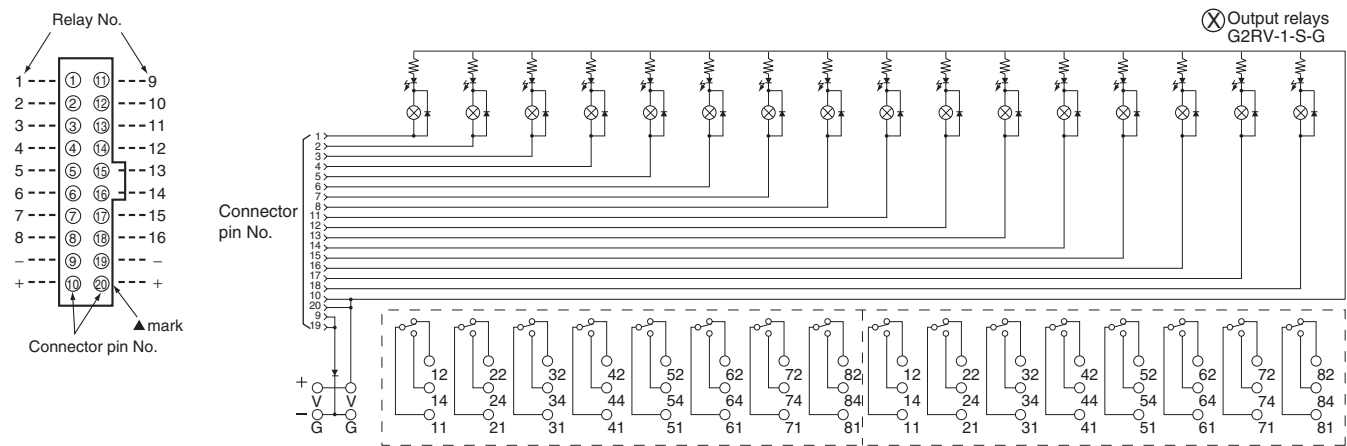 Relay No.
1 ① ⑪ 9
2 ② ⑫ 10
3 ③ ⑬ 11
4 ④ ⑭ 12
5 ⑤ ⑮ 13
6 ⑥ ⑯ 14
7 ⑦ ⑰ 15
8 ⑧ ⑱ 16
− ⑨ ⑲ −
+ ⑩ ⑳ +
▲mark
Connector pin No.
Output relays
G2RV-1-S-G
Connector
pin No.
1
2
3
4
5
6
7
8
11
12
13
14
15
16
17
18
10
20
9
19
+
V V
−
G G
12 22 32 42 52 62 72 82 12 22 32 42 52 62 72 82
14 24 34 44 54 64 74 84 14 24 34 44 54 64 74 84
11 21 31 41 51 61 71 81 11 21 31 41 51 61 71 81